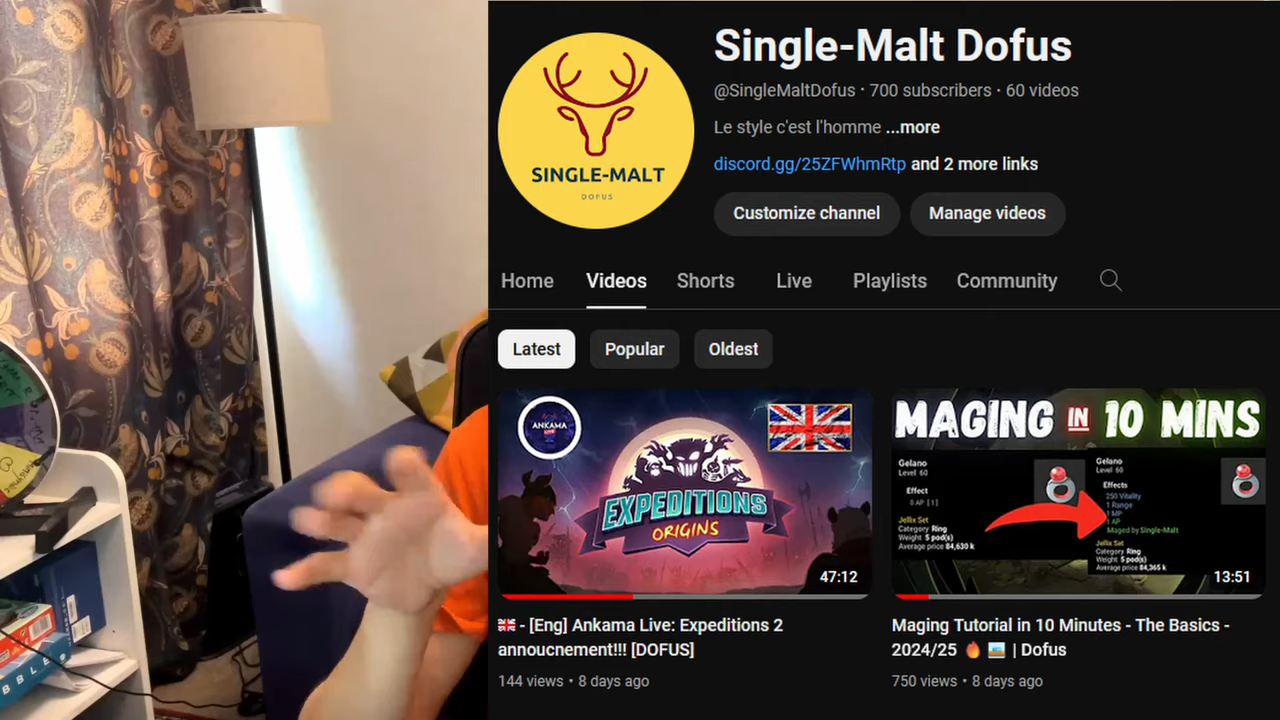 Single-Malt Dofus
@SingleMaltDofus · 700 subscribers · 60 videos
Le style c'est l'homme ...more
discord.gg/25ZFWhmRtp and 2 more links
Customize channel
Manage videos
SINGLE-MALT
DOFUS
Home
Videos
Shorts
Live
Playlists
Community
Latest
Popular
Oldest
ANKAMA
EXPEDITIONS
ORIGINS
47:12
🇬🇧 - [Eng] Ankama Live: Expeditions 2
annoucnement!!! [DOFUS]
144 views · 8 days ago
MAGING IN 10 MINS
Gelano
Level 60
Effect
0 AP [1]
Jellix Set
Category Ring
Weight 5 pod(s)
Average price 84,630 k
Gelano
Level 60
Effects
250 Vitality
1 Range
1 MP
1 AP
Maged by Single-Malt
Jellix Set
Category Ring
Weight 5 pod(s)
Average price 84,365 k
13:51
Maging Tutorial in 10 Minutes - The Basics -
2024/25 🔥 🖼️ | Dofus
750 views · 8 days ago